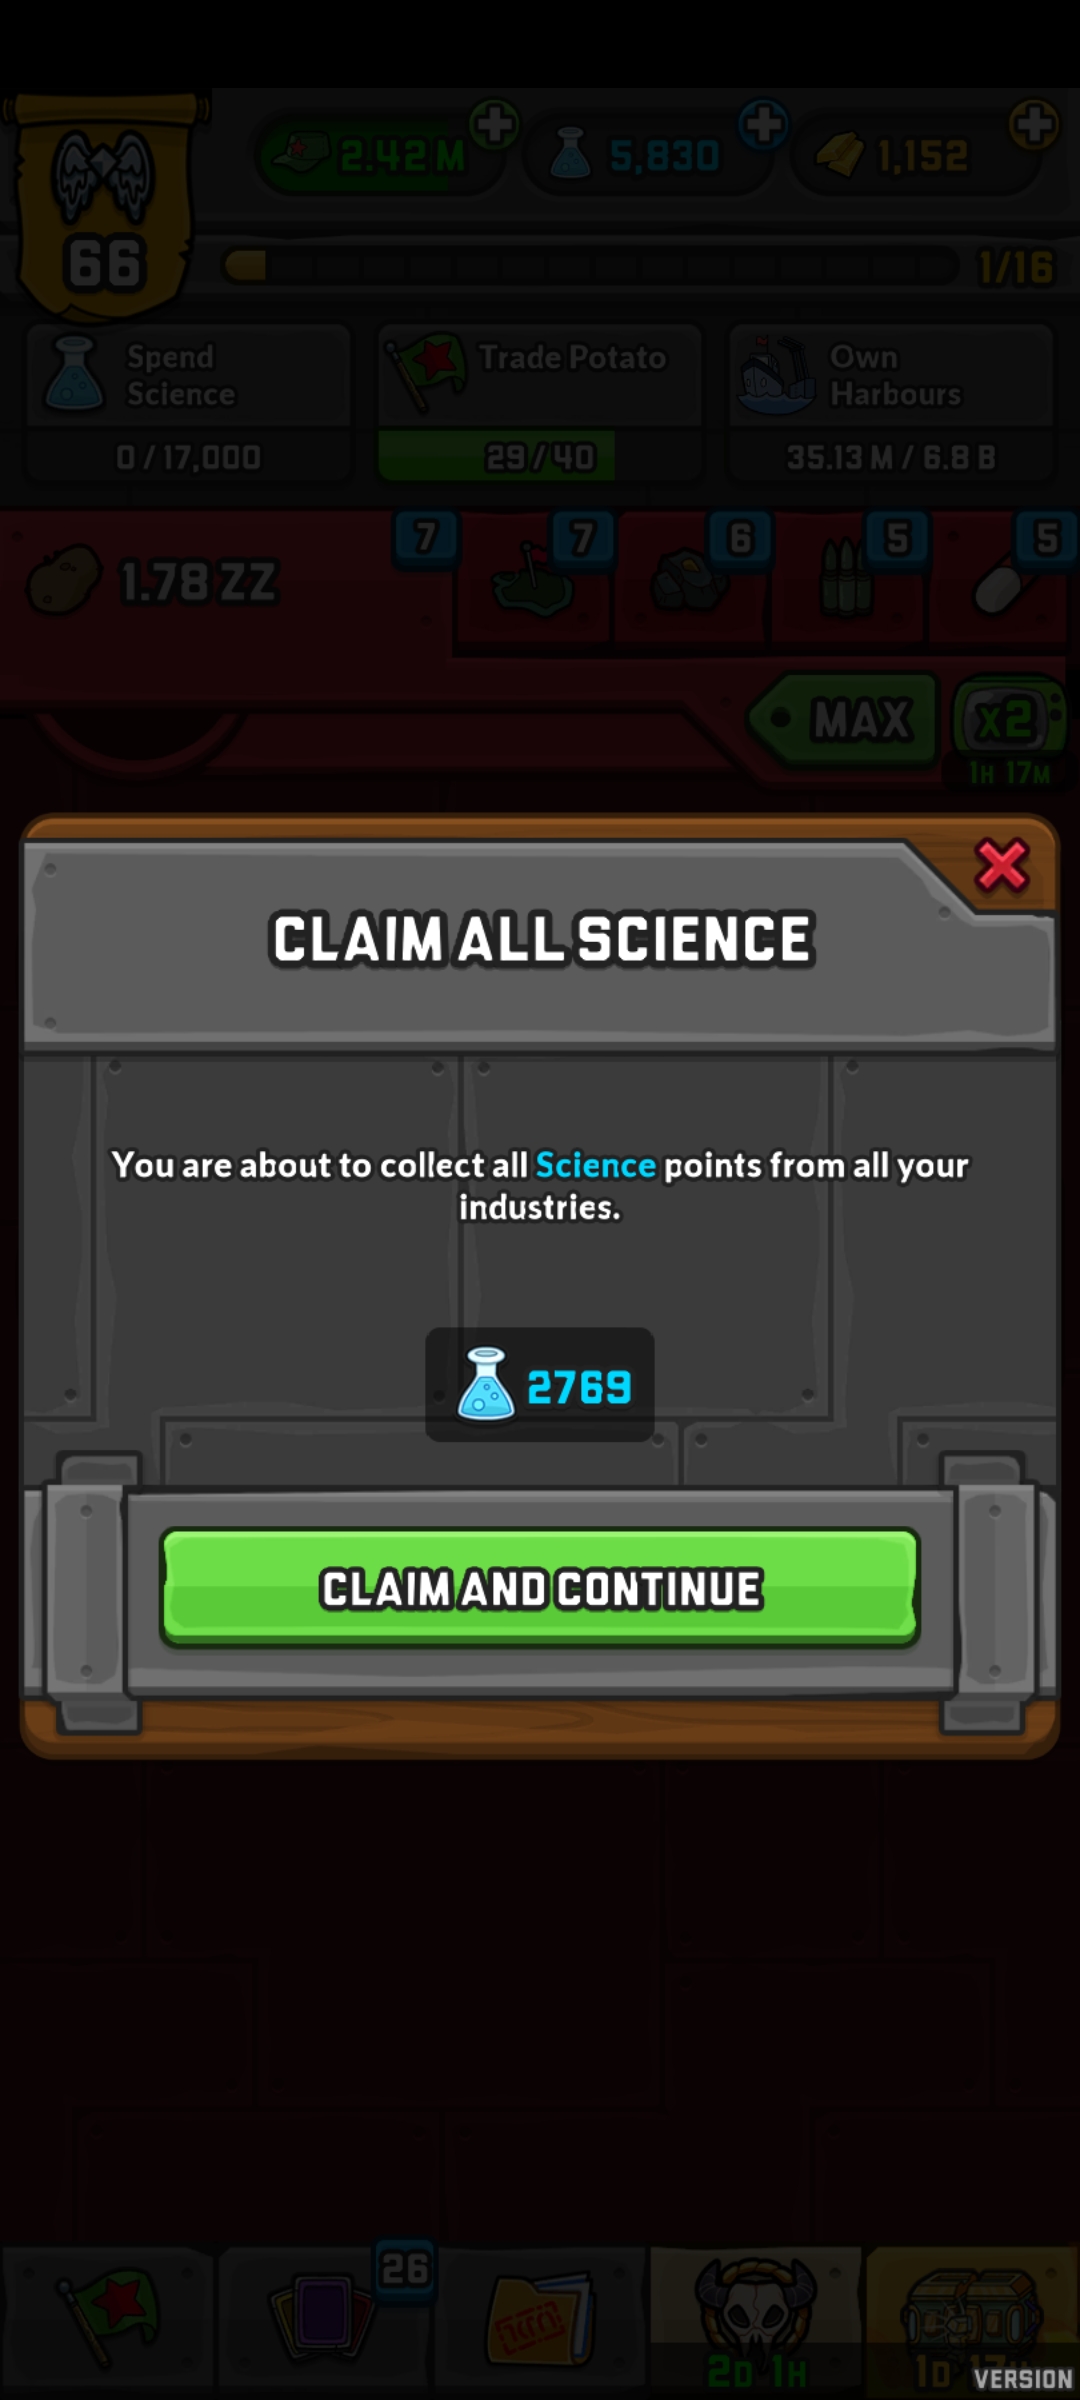 2.42 M
5,830
1,152
66
1/16
Spend
Science
0 / 17,000
Trade Potato
29 / 40
Own
Harbours
35.13 M / 6.8 B
1.78 ZZ
7
7
6
5
5
MAX
x2
1H 17M
CLAIM ALL SCIENCE
You are about to collect all Science points from all your
industries.
2769
CLAIM AND CONTINUE
26
2D 1H
1D 17H
VERSION